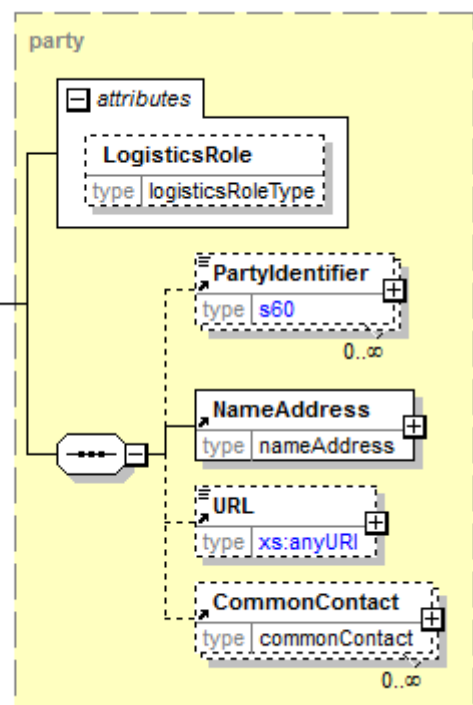 party
attributes
LogisticsRole
type logisticsRoleType
PartyIdentifier
type s60
0..∞
NameAddress
type nameAddress
URL
type xs:anyURI
CommonContact
type commonContact
0..∞